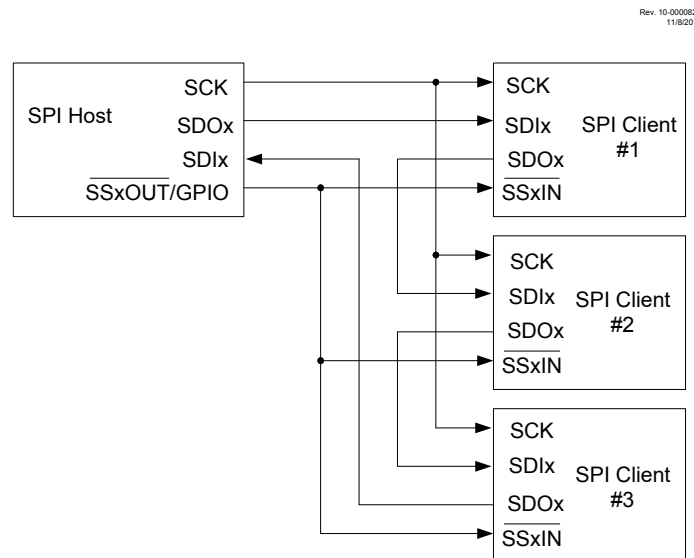 Rev. 10-000082
11/8/20
SPI Host
SCK
SDOx
SDIx
SSxOUT/GPIO
SCK
SDIx
SDOx
SSxIN
SPI Client
#1
SCK
SDIx
SDOx
SSxIN
SPI Client
#2
SCK
SDIx
SDOx
SSxIN
SPI Client
#3